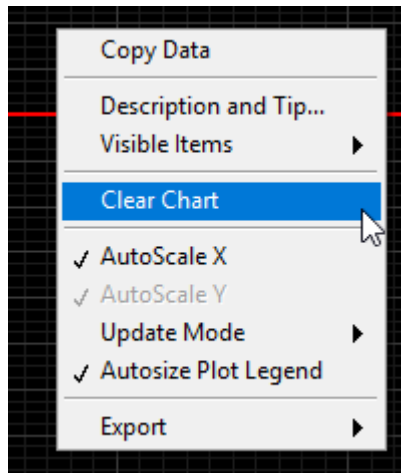 Copy Data
Description and Tip...
Visible Items
Clear Chart
AutoScale X
AutoScale Y
Update Mode
Autosize Plot Legend
Export